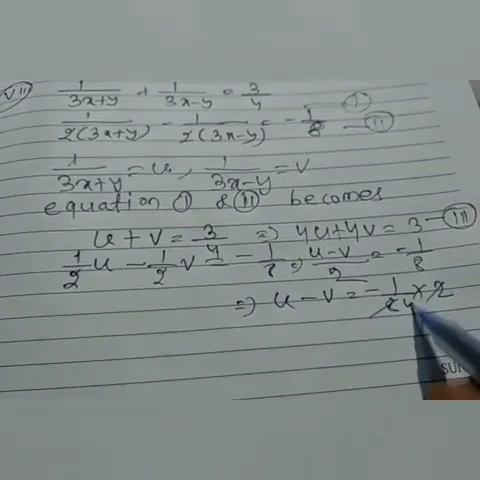 VII) 1/(3x+y) + 1/(3x-y) = 3/4 — I
1/(2(3x+y)) - 1/(2(3x-y)) = -1/8 — II
1/(3x+y) = u, 1/(3x-y) = v
equation I & II becomes
u + v = 3/4 => 4u+4v = 3 — III
1/2 u - 1/2 v = -1/8, (u-v)/2 = -1/8
=> u - v = -1/8 4 × 2
SU